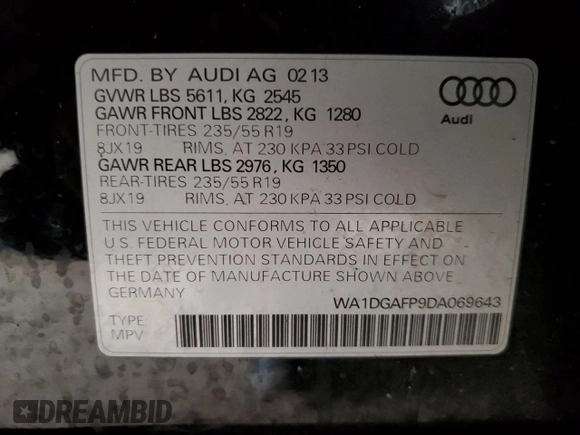 MFD. BY AUDI AG 02 13
GVWR LBS 5611, KG 2545
GAWR FRONT LBS 2822, KG 1280
FRONT-TIRES 235/55 R19
8JX19 RIMS, AT 230 KPA 33 PSI COLD
GAWR REAR LBS 2976, KG 1350
REAR-TIRES 235/55 R19
8JX19 RIMS, AT 230 KPA 33 PSI COLD
Audi
THIS VEHICLE CONFORMS TO ALL APPLICABLE
U.S. FEDERAL MOTOR VEHICLE SAFETY AND
THEFT PREVENTION STANDARDS IN EFFECT ON
THE DATE OF MANUFACTURE SHOWN ABOVE.
GERMANY
WA1DGAFP9DA069643
TYPE
MPV
DREAMBID